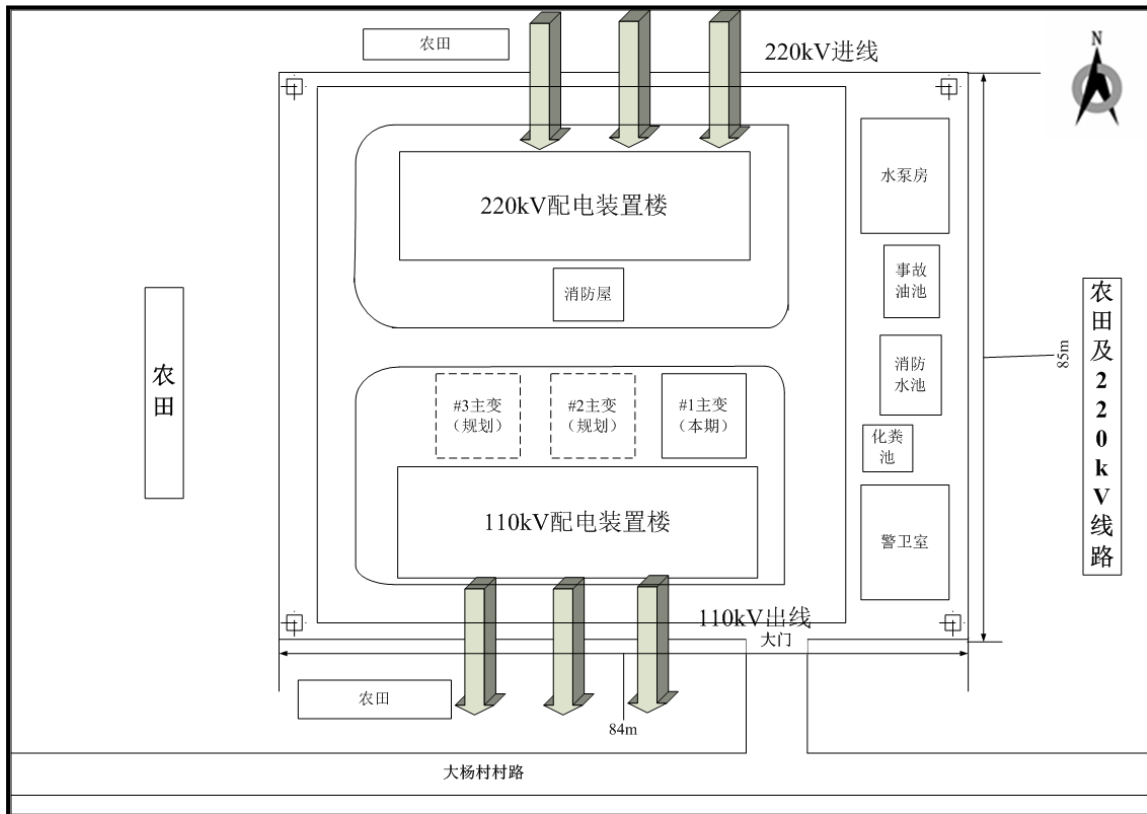 农田
220kV进线
N
220kV配电装置楼
水泵房
消防屋
事故
油池
农田
农
田
及
2
2
0
k
V
线
路
85m
消防
水池
#3主变
(规划)
#2主变
(规划)
#1主变
(本期)
化粪
池
110kV配电装置楼
警卫室
110kV出线
大门
农田
84m
大杨村村路